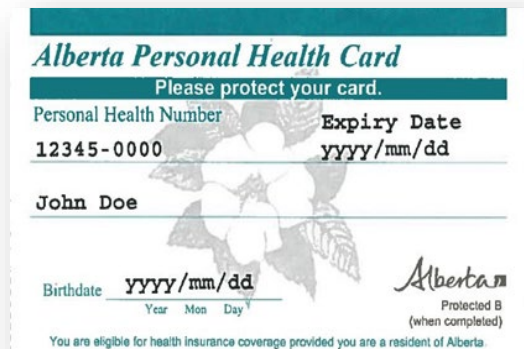 Alberta Personal Health Card
Please protect your card.
Personal Health Number
Expiry Date
12345-0000
yyyy/mm/dd
John Doe
Birthdate yyyy/mm/dd
Year Mon Day
Alberta
Protected B
(when completed)
You are eligible for health insurance coverage provided you are a resident of Alberta.